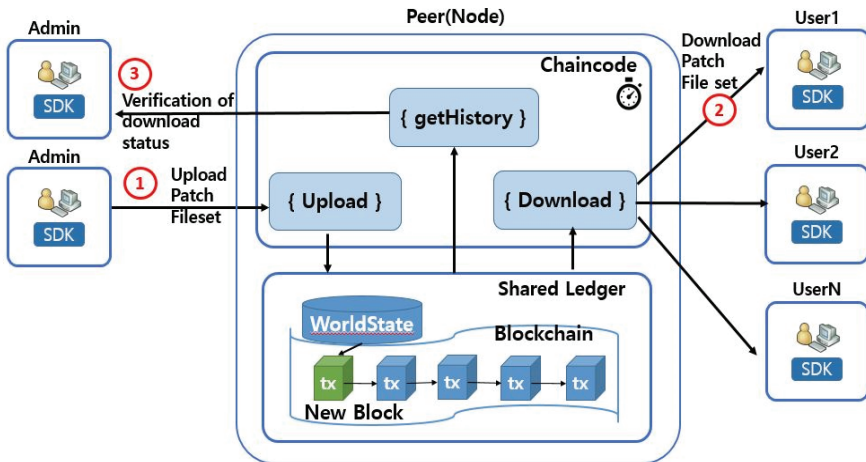 Peer(Node)
Admin
SDK
3
Verification of
download
status
Chaincode
{ getHistory }
Download
Patch
File set
2
User1
SDK
Admin
SDK
1
Upload
Patch
Fileset
{ Upload }
{ Download }
User2
SDK
Shared Ledger
WorldState
Blockchain
tx
tx
tx
tx
tx
New Block
UserN
SDK